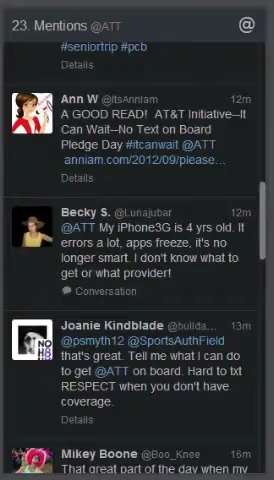 23. Mentions @ATT @
#seniortrip #pcb
Details
Ann W @ItsAnniam 12m
A GOOD READ! AT&T Initiative--It
Can Wait--No Text on Board
Pledge Day #itcanwait @ATT
anniam.com/2012/09/please...
Details
Becky S. @Lunajubar 12m
@ATT My iPhone3G is 4 yrs old. It
errors a lot, apps freeze, it's no
longer smart. I don't know what to
get or what provider!
Conversation
Joanie Kindblade @bullda... 13m
@psmyth12 @SportsAuthField
that's great. Tell me what I can do
to get @ATT on board. Hard to txt
RESPECT when you don't have
coverage.
Details
Mikey Boone @Boo_Knee 16m
That great part of the day when my